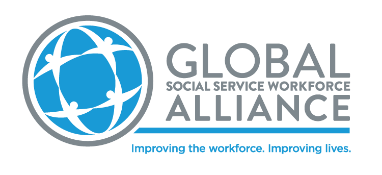 GLOBAL
SOCIAL SERVICE WORKFORCE
ALLIANCE
Improving the workforce. Improving lives.